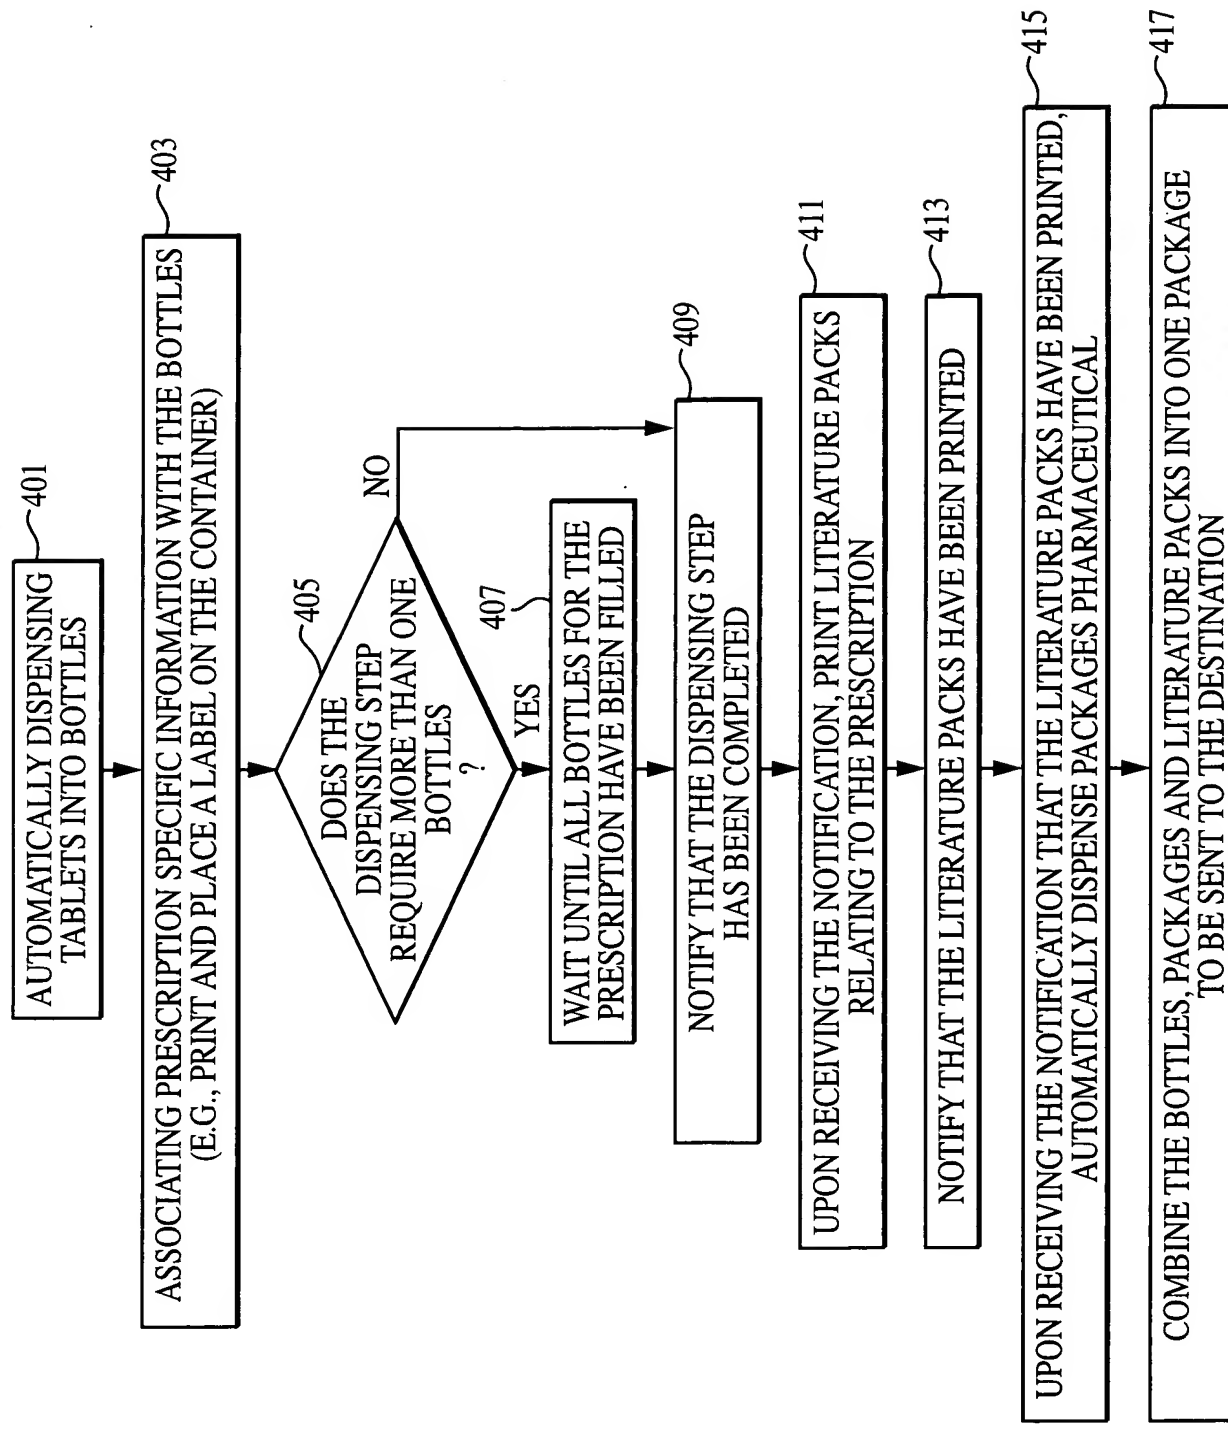 401
AUTOMATICALLY DISPENSING
TABLETS INTO BOTTLES
403
ASSOCIATING PRESCRIPTION SPECIFIC INFORMATION WITH THE BOTTLES
(E.G., PRINT AND PLACE A LABEL ON THE CONTAINER)
405
DOES THE
DISPENSING STEP
REQUIRE MORE THAN ONE
BOTTLES
?
NO
YES
407
WAIT UNTIL ALL BOTTLES FOR THE
PRESCRIPTION HAVE BEEN FILLED
409
NOTIFY THAT THE DISPENSING STEP
HAS BEEN COMPLETED
411
UPON RECEIVING THE NOTIFICATION, PRINT LITERATURE PACKS
RELATING TO THE PRESCRIPTION
413
NOTIFY THAT THE LITERATURE PACKS HAVE BEEN PRINTED
415
UPON RECEIVING THE NOTIFICATION THAT THE LITERATURE PACKS HAVE BEEN PRINTED,
AUTOMATICALLY DISPENSE PACKAGES PHARMACEUTICAL
417
COMBINE THE BOTTLES, PACKAGES AND LITERATURE PACKS INTO ONE PACKAGE
TO BE SENT TO THE DESTINATION